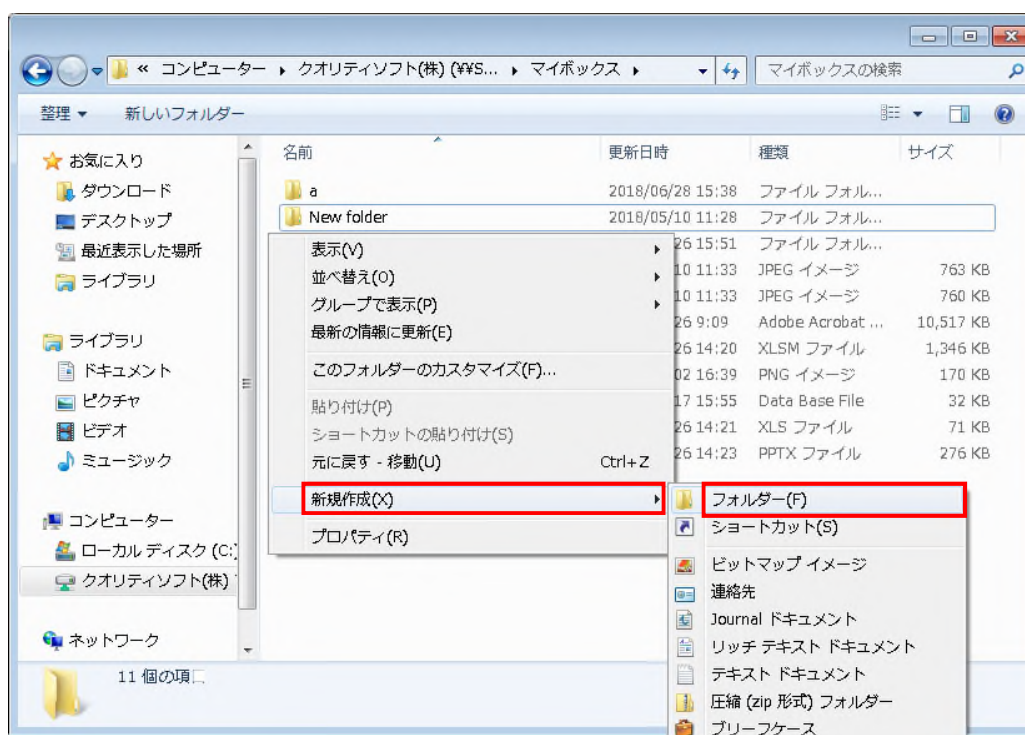 « コンピューター ▸ クオリティソフト(株) (¥¥S... ▸ マイボックス ▸
マイボックスの検索
整理 ▼ 新しいフォルダー
お気に入り
ダウンロード
デスクトップ
最近表示した場所
ライブラリ
ライブラリ
ドキュメント
ピクチャ
ビデオ
ミュージック
コンピューター
ローカル ディスク (C:)
クオリティソフト(株)
ネットワーク
名前 更新日時 種類 サイズ
a 2018/06/28 15:38 ファイル フォル...
New folder 2018/05/10 11:28 ファイル フォル...
26 15:51 ファイル フォル...
10 11:33 JPEG イメージ 763 KB
10 11:33 JPEG イメージ 760 KB
26 9:09 Adobe Acrobat ... 10,517 KB
26 14:20 XLSM ファイル 1,346 KB
02 16:39 PNG イメージ 170 KB
17 15:55 Data Base File 32 KB
26 14:21 XLS ファイル 71 KB
26 14:23 PPTX ファイル 276 KB
表示(V)
並べ替え(O)
グループで表示(P)
最新の情報に更新(E)
このフォルダーのカスタマイズ(F)...
貼り付け(P)
ショートカットの貼り付け(S)
元に戻す - 移動(U) Ctrl+Z
新規作成(X)
プロパティ(R)
フォルダー(F)
ショートカット(S)
ビットマップ イメージ
連絡先
Journal ドキュメント
リッチ テキスト ドキュメント
テキスト ドキュメント
圧縮 (zip 形式) フォルダー
ブリーフケース
11 個の項